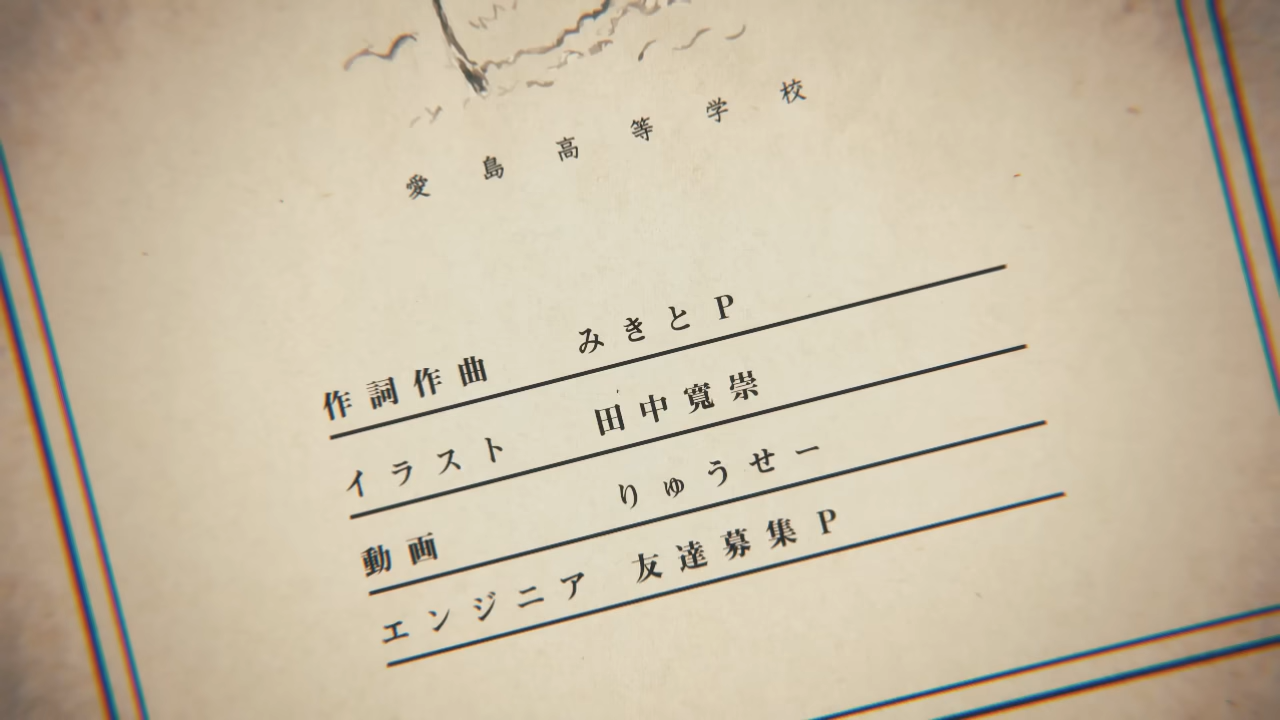 愛島高等学校
作詞作曲 みきとP
イラスト 田中寛崇
動画 りゅうせー
エンジニア 友達募集P